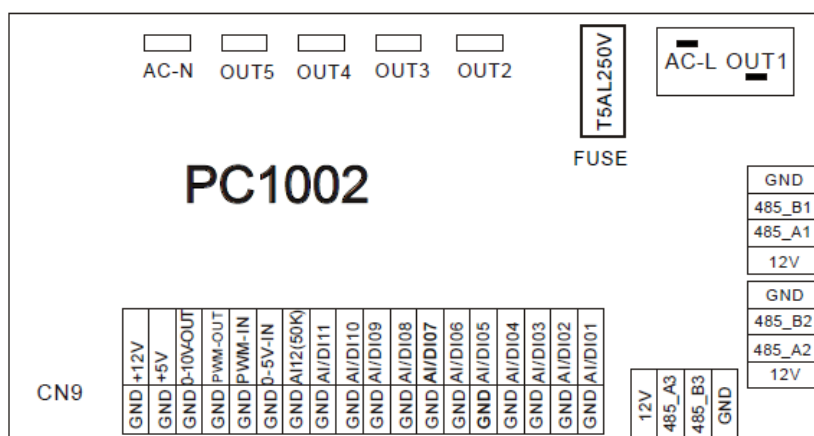 AC-N OUT5 OUT4 OUT3 OUT2
T5AL250V
FUSE
AC-L OUT1
PC1002
GND
485_B1
485_A1
12V
GND
485_B2
485_A2
12V
CN9
+12V +5V 0-10V-OUT PWM-OUT PWM-IN 0-5V-IN AI12(50K) AI/DI11 AI/DI10 AI/DI09 AI/DI08 AI/DI07 AI/DI06 AI/DI05 AI/DI04 AI/DI03 AI/DI02 AI/DI01
GND GND GND GND GND GND GND GND GND GND GND GND GND GND GND GND GND GND
12V 485_A3 485_B3 GND